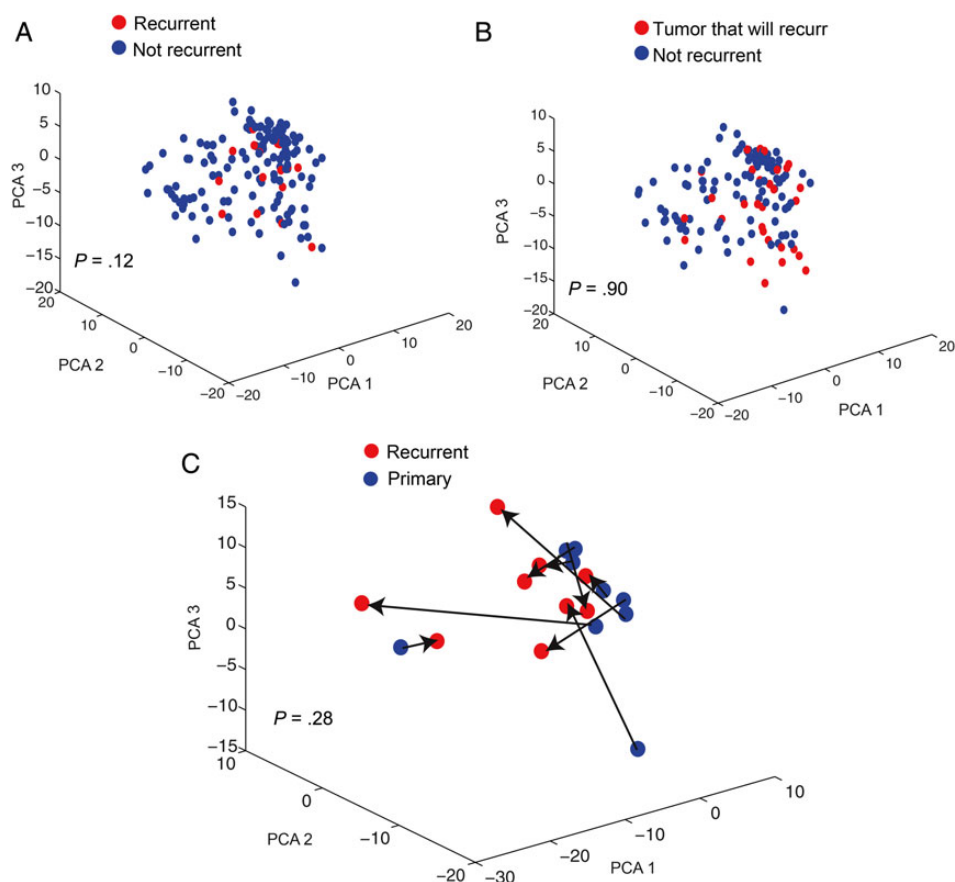 A
Recurrent
Not recurrent
10
5
0
−5
−10
−15
−20
PCA 3
P = .12
20
10
0
−10
−20
PCA 2
−20
−10
0
10
20
PCA 1
B
Tumor that will recurr
Not recurrent
10
5
0
−5
−10
−15
−20
PCA 3
P = .90
20
10
0
−10
−20
PCA 2
−20
−10
0
10
20
PCA 1
C
Recurrent
Primary
15
10
5
0
−5
−10
−15
PCA 3
P = .28
10
0
−10
−20
PCA 2
−30
−20
−10
0
10
PCA 1